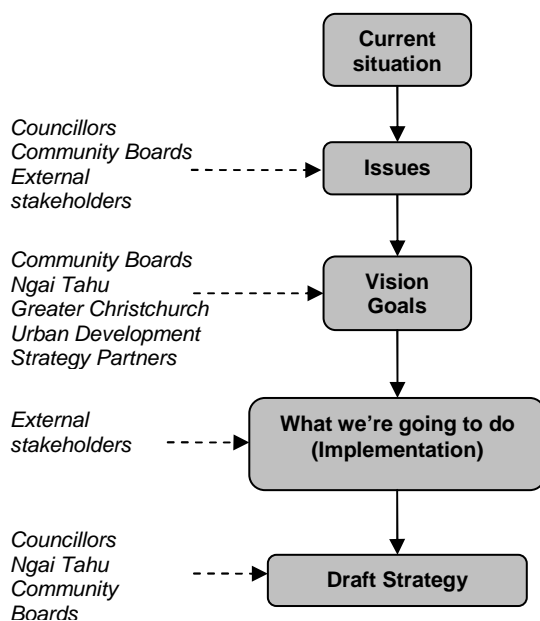 Current
situation
Councillors
Community Boards
External
stakeholders
Issues
Community Boards
Ngai Tahu
Greater Christchurch
Urban Development
Strategy Partners
Vision
Goals
External
stakeholders
What we're going to do
(Implementation)
Councillors
Ngai Tahu
Community
Boards
Draft Strategy